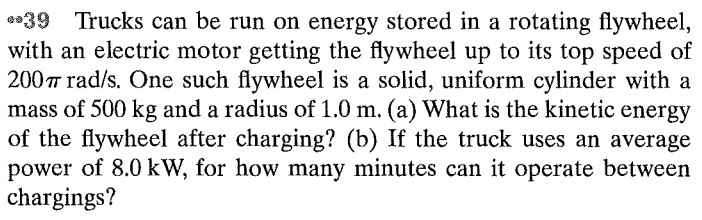 ••39 Trucks can be run on energy stored in a rotating flywheel,
with an electric motor getting the flywheel up to its top speed of
200π rad/s. One such flywheel is a solid, uniform cylinder with a
mass of 500 kg and a radius of 1.0 m. (a) What is the kinetic energy
of the flywheel after charging? (b) If the truck uses an average
power of 8.0 kW, for how many minutes can it operate between
chargings?